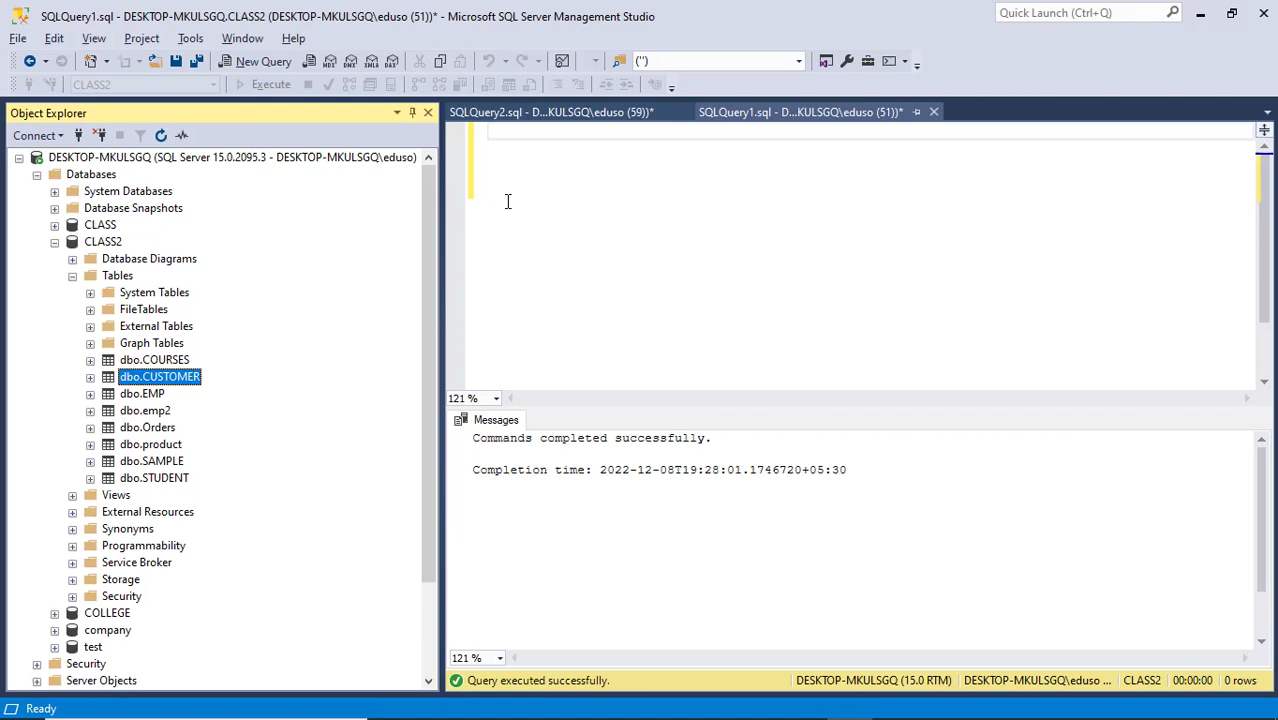 SQLQuery1.sql - DESKTOP-MKULSGQ.CLASS2 (DESKTOP-MKULSGQ\eduso (51))* - Microsoft SQL Server Management Studio
Quick Launch (Ctrl+Q)
File Edit View Project Tools Window Help
New Query MDX DMX XMLA DAX (")
CLASS2 Execute
Object Explorer
SQLQuery2.sql - D...KULSGQ\eduso (59))* SQLQuery1.sql - D...KULSGQ\eduso (51))*
Connect
DESKTOP-MKULSGQ (SQL Server 15.0.2095.3 - DESKTOP-MKULSGQ\eduso)
Databases
System Databases
Database Snapshots
CLASS
CLASS2
Database Diagrams
Tables
System Tables
FileTables
External Tables
Graph Tables
dbo.COURSES
dbo.CUSTOMER
dbo.EMP
dbo.emp2
dbo.Orders
dbo.product
dbo.SAMPLE
dbo.STUDENT
Views
External Resources
Synonyms
Programmability
Service Broker
Storage
Security
COLLEGE
company
test
Security
Server Objects
121 %
Messages
Commands completed successfully.
Completion time: 2022-12-08T19:28:01.1746720+05:30
121 %
Query executed successfully. DESKTOP-MKULSGQ (15.0 RTM) DESKTOP-MKULSGQ\eduso ... CLASS2 00:00:00 0 rows
Ready